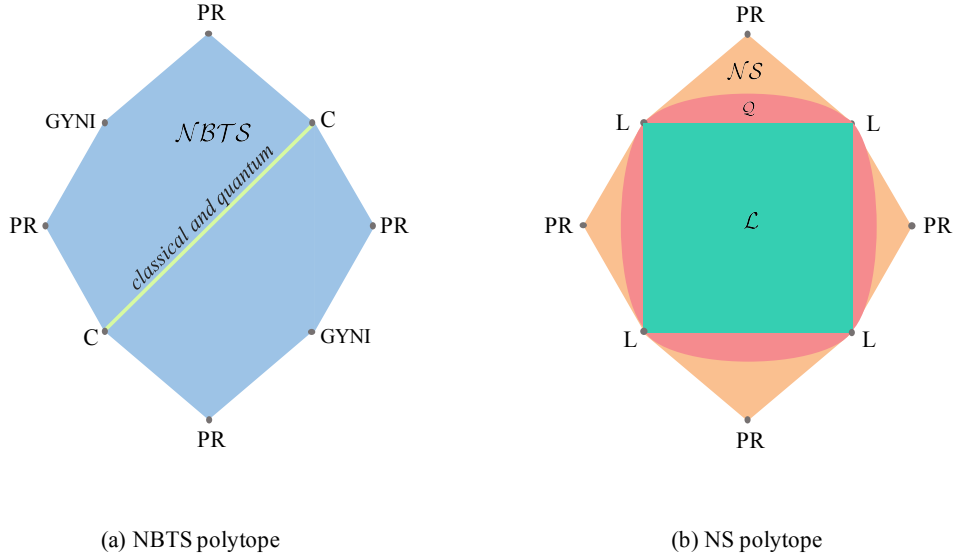 PR
C
GYNI
NBTS
classical and quantum
PR
PR
C
GYNI
PR
(a) NBTS polytope
PR
NS
Q
L
L
L
PR
PR
L
L
PR
(b) NS polytope